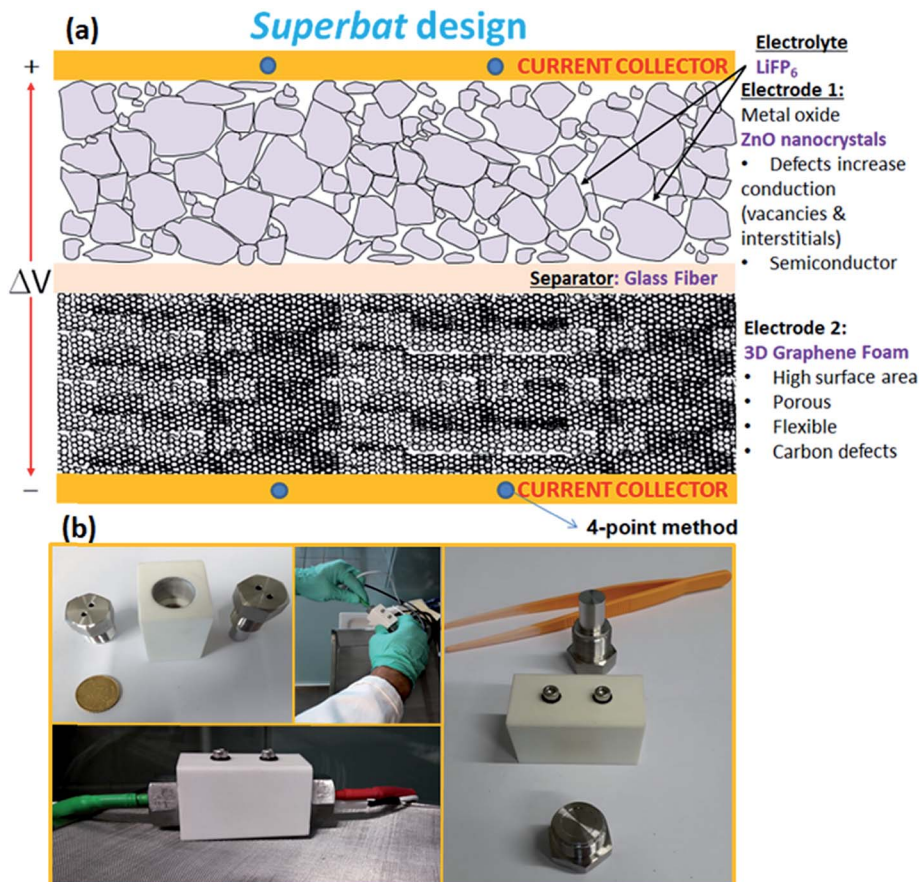 (a)
Superbat design
+
CURRENT COLLECTOR
Electrolyte
LiFP₆
Electrode 1:
Metal oxide
ZnO nanocrystals
• Defects increase
conduction
(vacancies &
interstitials)
• Semiconductor
ΔV
Separator: Glass Fiber
Electrode 2:
3D Graphene Foam
• High surface area
• Porous
• Flexible
• Carbon defects
–
CURRENT COLLECTOR
4-point method
(b)